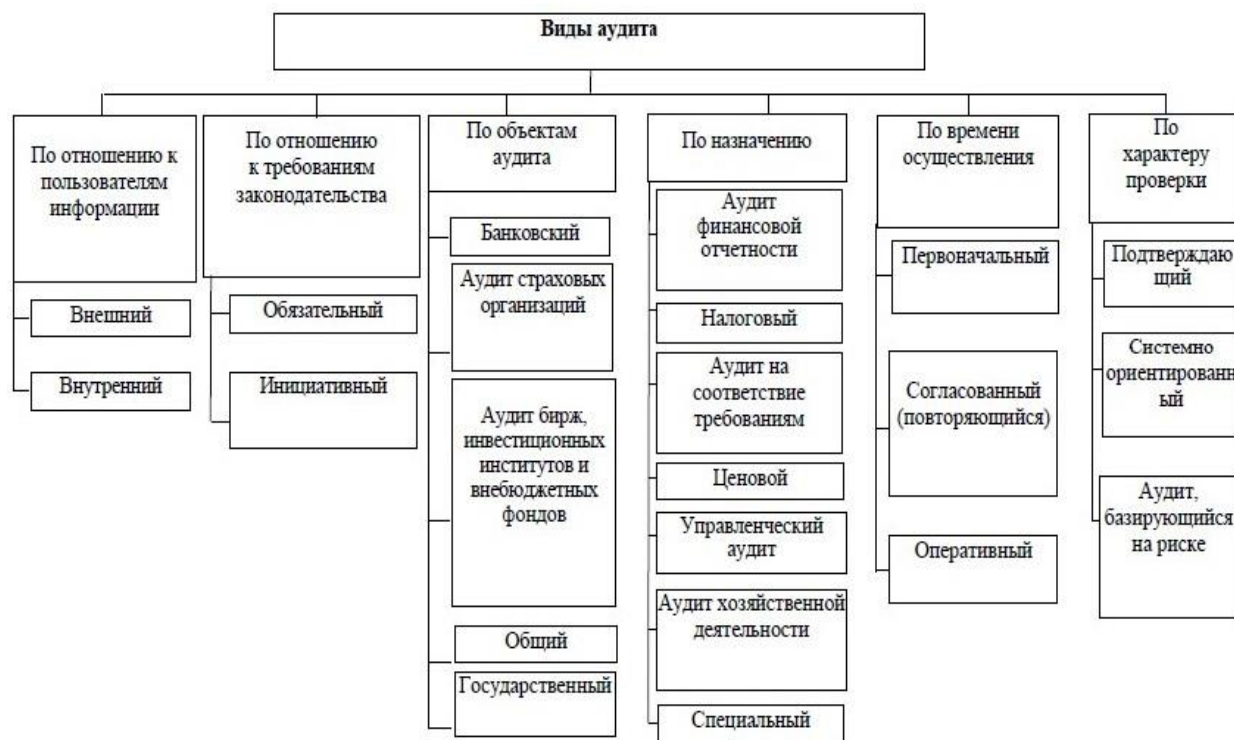 Виды аудита
По отношению к
пользователям
информации
Внешний
Внутренний
По отношению
к требованиям
законодательства
Обязательный
Инициативный
По объектам
аудита
Банковский
Аудит страховых
организаций
Аудит бирж,
инвестиционных
институтов и
внебюджетных
фондов
Общий
Государственный
По назначению
Аудит
финансовой
отчетности
Налоговый
Аудит на
соответствие
требованиям
Ценовой
Управленческий
аудит
Аудит хозяйственной
деятельности
Специальный
По времени
осуществления
Первоначальный
Согласованный
(повторяющийся)
Оперативный
По
характеру
проверки
Подтверждаю
щий
Системно
ориентированн
ый
Аудит,
базирующийся
на риске